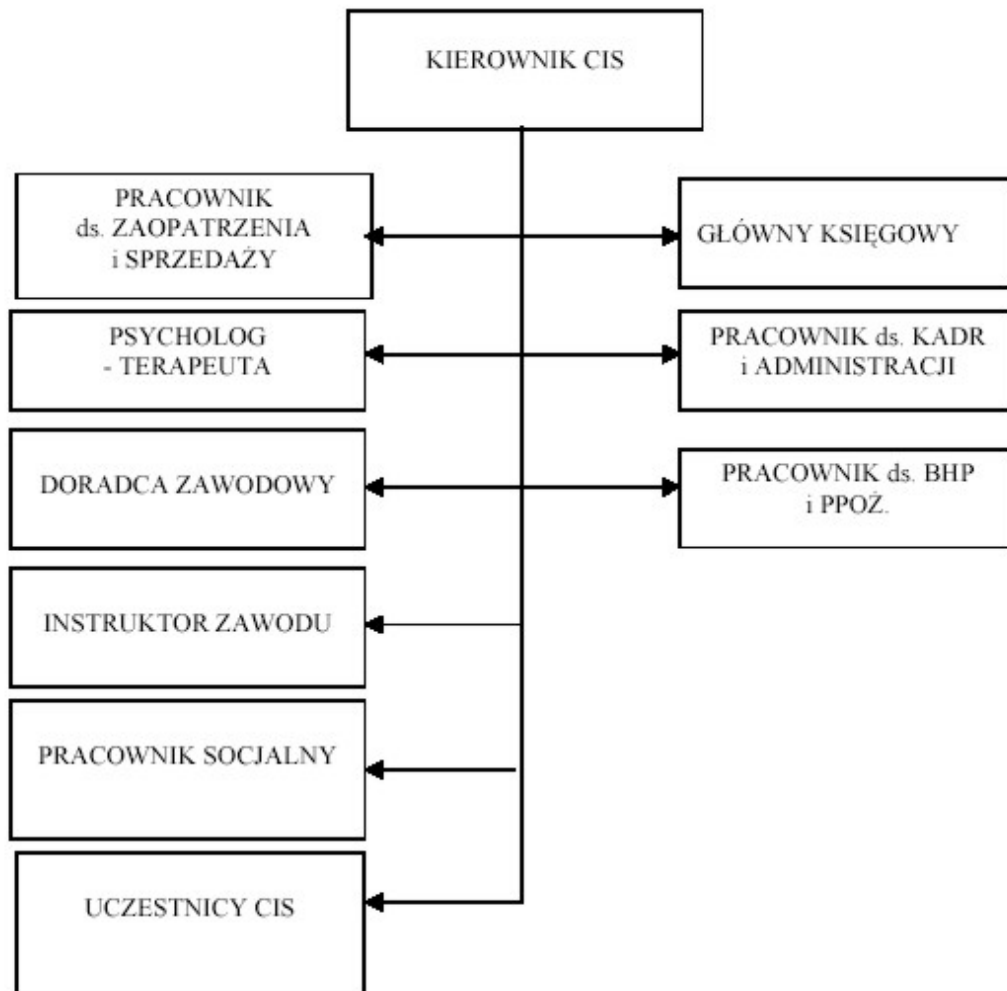 KIEROWNIK CIS
PRACOWNIK
ds. ZAOPATRZENIA
i SPRZEDAŻY
GŁÓWNY KSIĘGOWY
PSYCHOLOG
- TERAPEUTA
PRACOWNIK ds. KADR
i ADMINISTRACJI
DORADCA ZAWODOWY
PRACOWNIK ds. BHP
i PPOŻ.
INSTRUKTOR ZAWODU
PRACOWNIK SOCJALNY
UCZESTNICY CIS